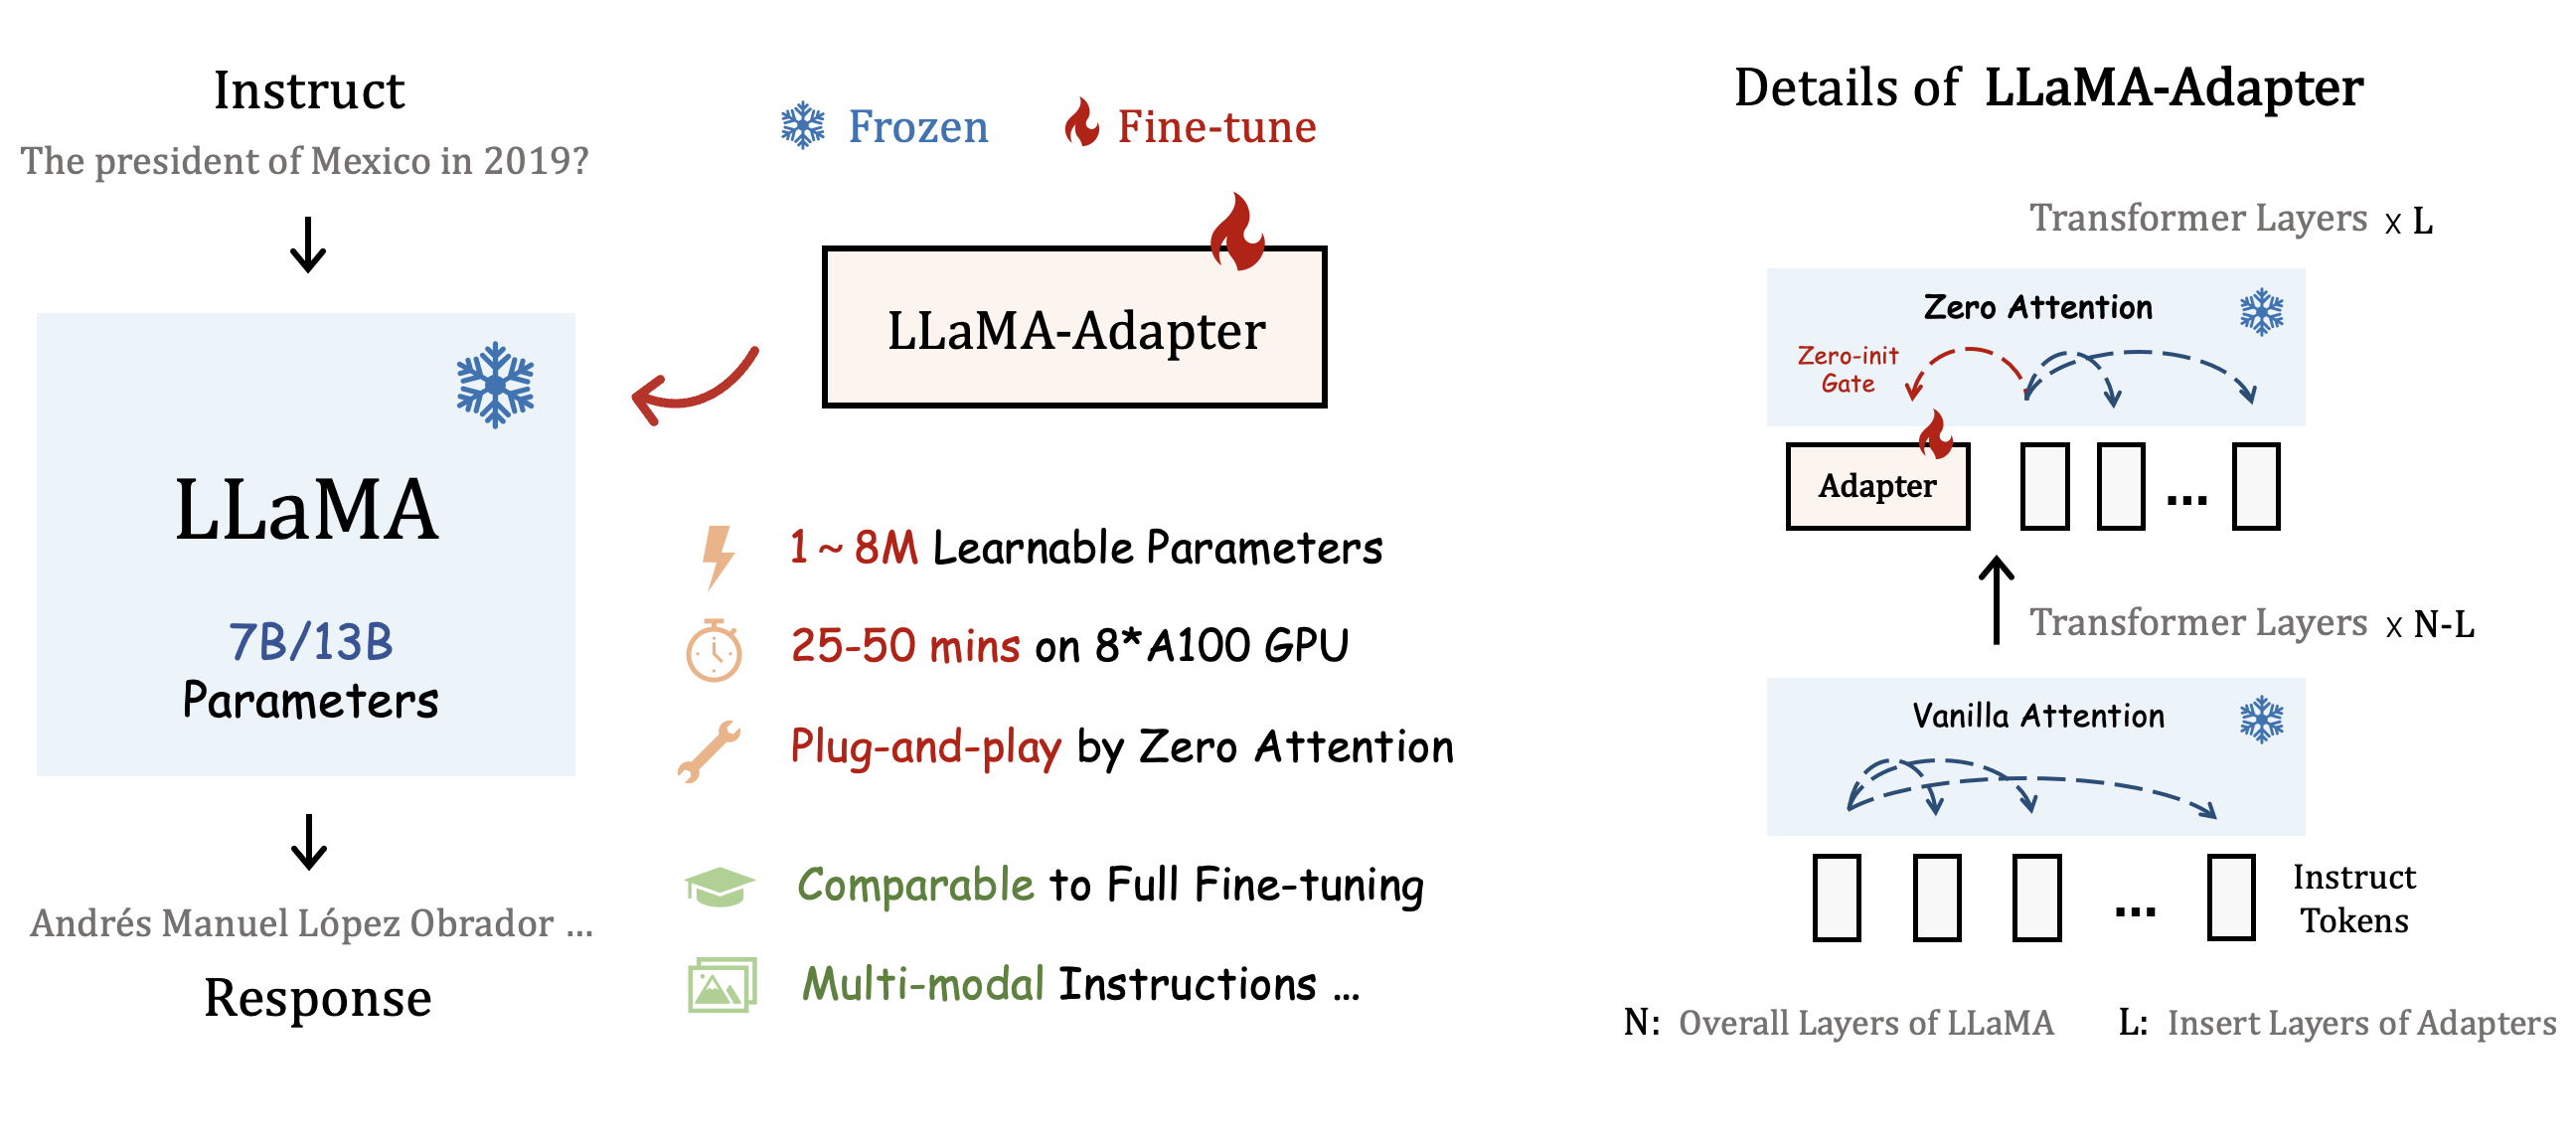 Instruct
The president of Mexico in 2019?
LLaMA
7B/13B
Parameters
Andrés Manuel López Obrador ...
Response
Frozen
Fine-tune
LLaMA-Adapter
1 ~ 8M Learnable Parameters
25-50 mins on 8*A100 GPU
Plug-and-play by Zero Attention
Comparable to Full Fine-tuning
Multi-modal Instructions ...
Details of LLaMA-Adapter
Transformer Layers x L
Zero Attention
Zero-init
Gate
Adapter
...
Transformer Layers x N-L
Vanilla Attention
...
Instruct
Tokens
N: Overall Layers of LLaMA
L: Insert Layers of Adapters